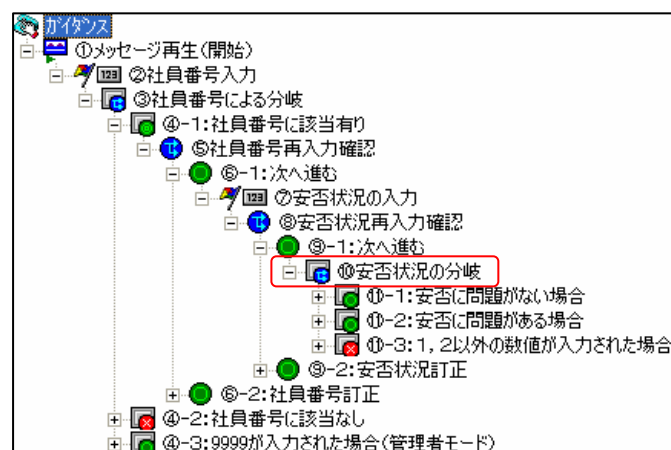 ガイダンス
①メッセージ再生(開始)
123 ②社員番号入力
③社員番号による分岐
④-1:社員番号に該当有り
⑤社員番号再入力確認
⑥-1:次へ進む
123 ⑦安否状況の入力
⑧安否状況再入力確認
⑨-1:次へ進む
⑩安否状況の分岐
⑪-1:安否に問題がない場合
⑪-2:安否に問題がある場合
⑪-3:1,2以外の数値が入力された場合
⑨-2:安否状況訂正
⑥-2:社員番号訂正
④-2:社員番号に該当なし
④-3:9999が入力された場合(管理者モード)